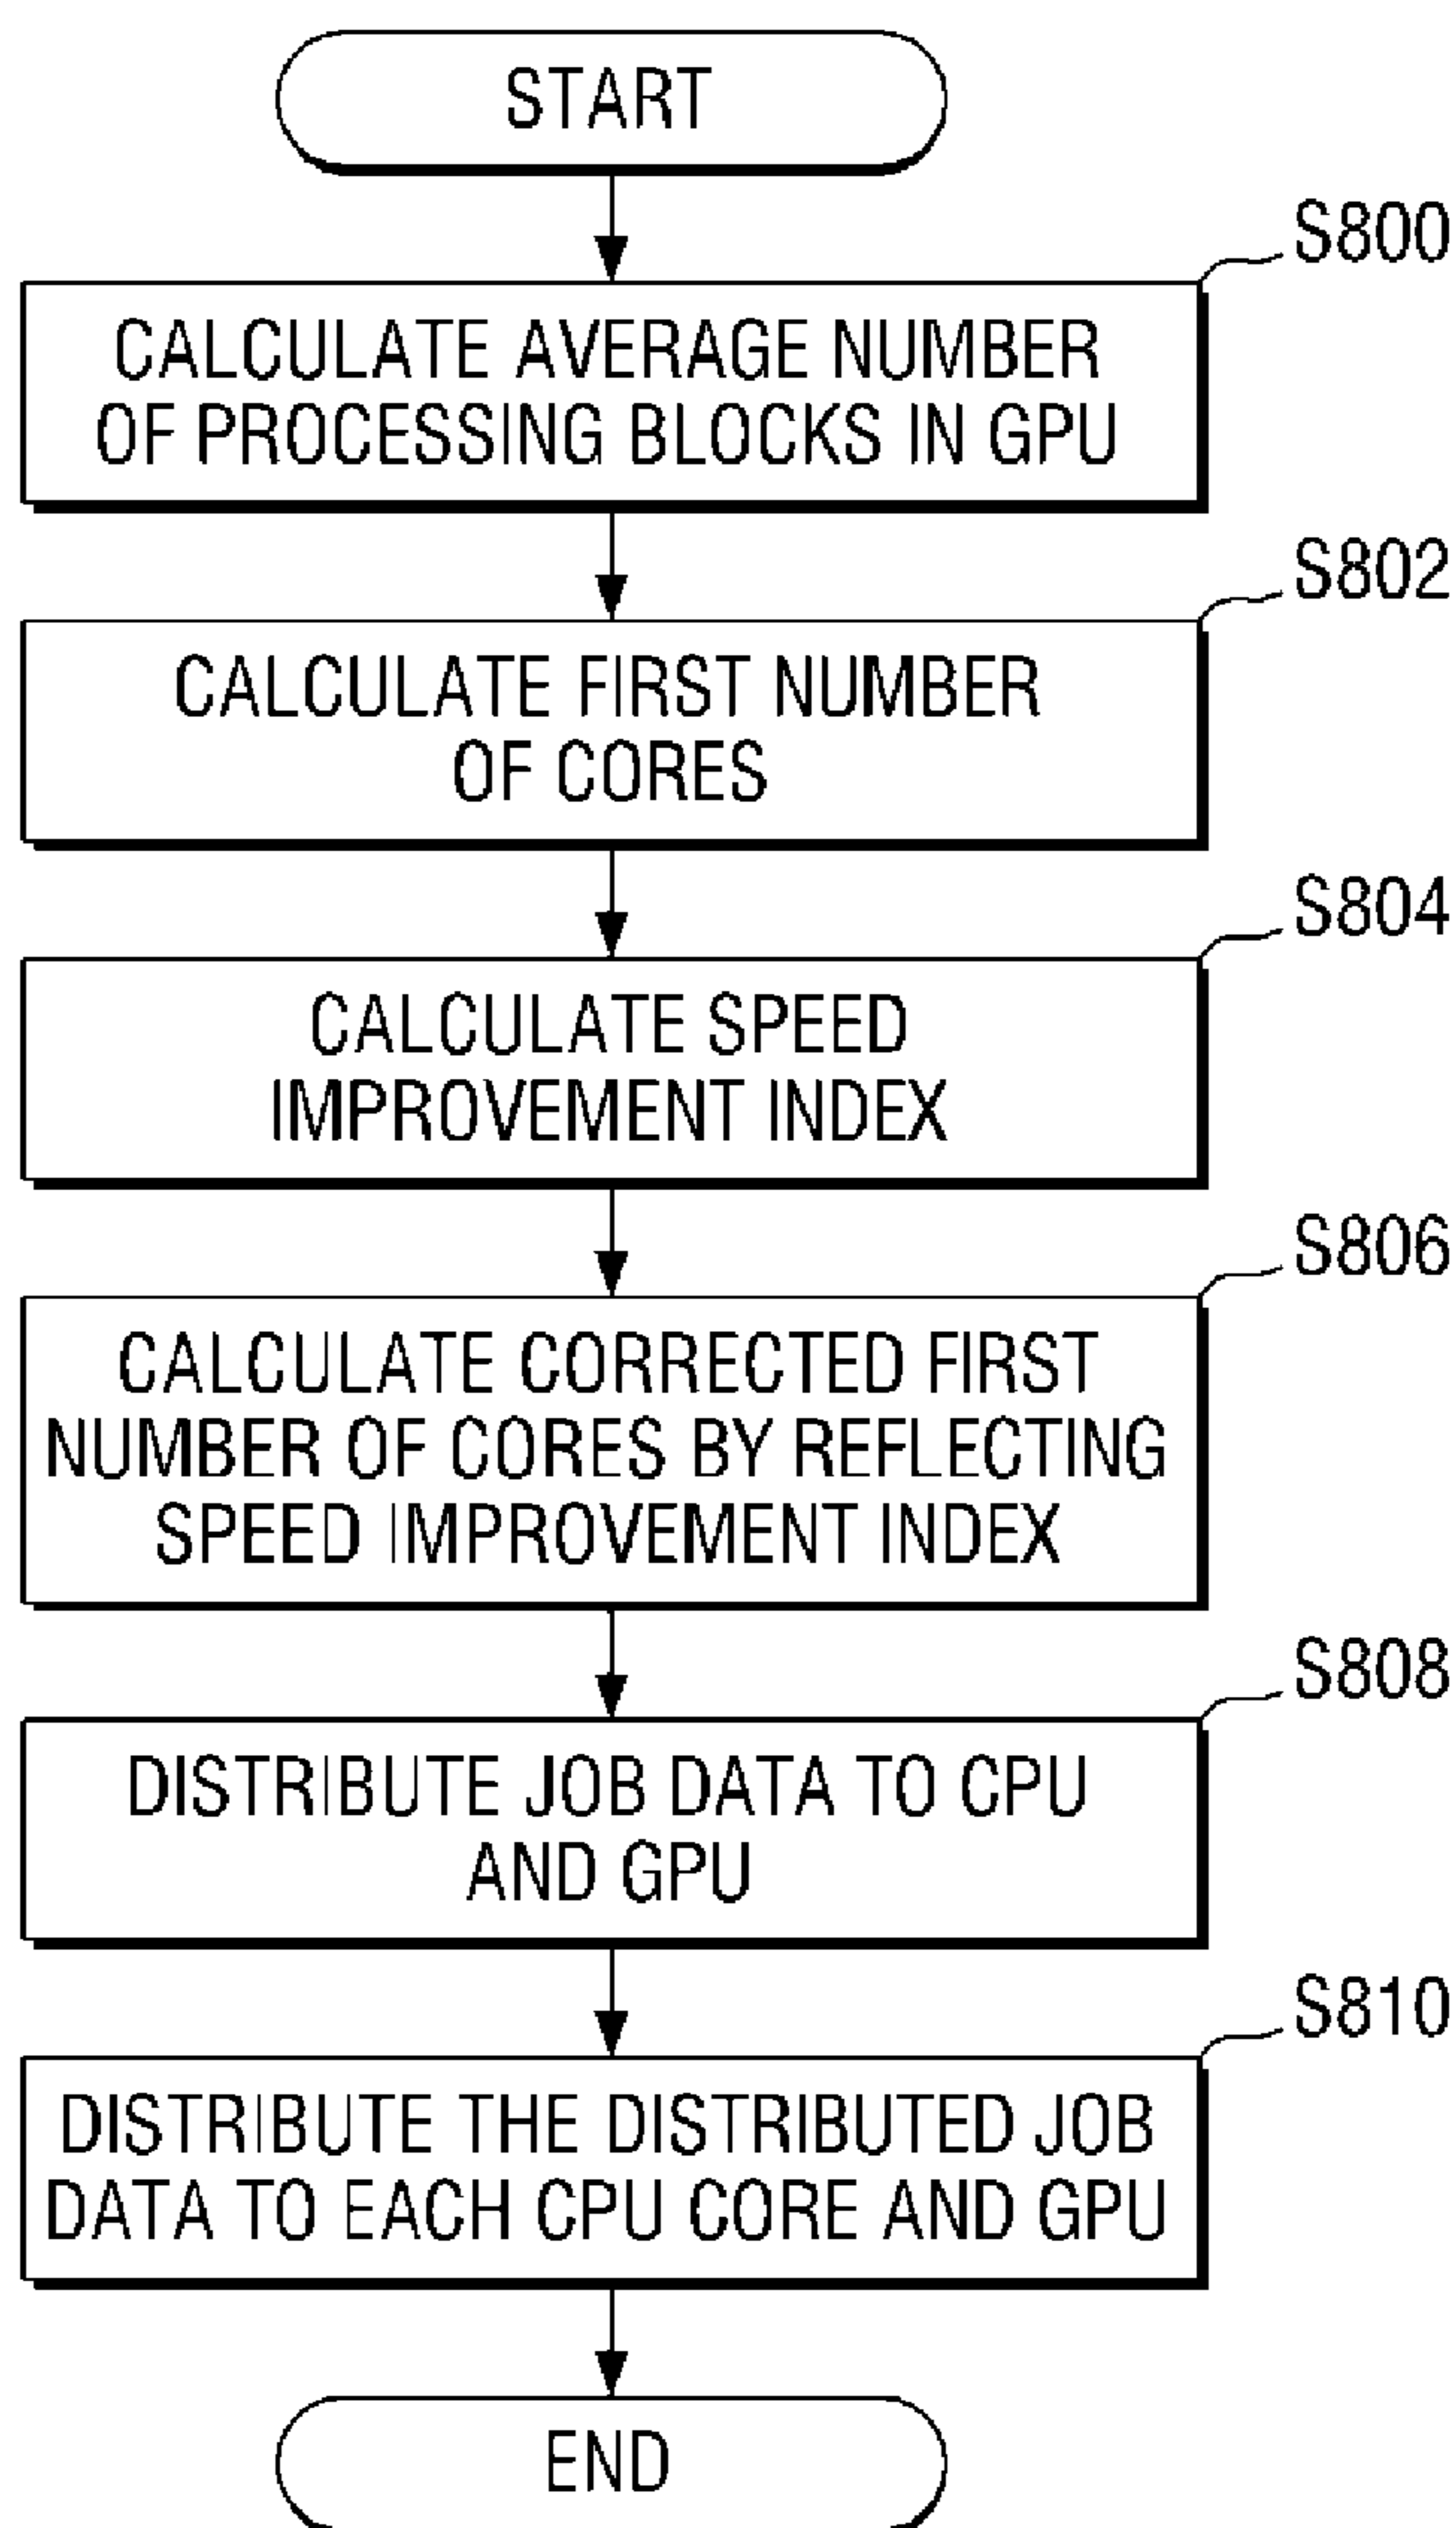 START
S800
CALCULATE AVERAGE NUMBER
OF PROCESSING BLOCKS IN GPU
S802
CALCULATE FIRST NUMBER
OF CORES
S804
CALCULATE SPEED
IMPROVEMENT INDEX
S806
CALCULATE CORRECTED FIRST
NUMBER OF CORES BY REFLECTING
SPEED IMPROVEMENT INDEX
S808
DISTRIBUTE JOB DATA TO CPU
AND GPU
S810
DISTRIBUTE THE DISTRIBUTED JOB
DATA TO EACH CPU CORE AND GPU
END